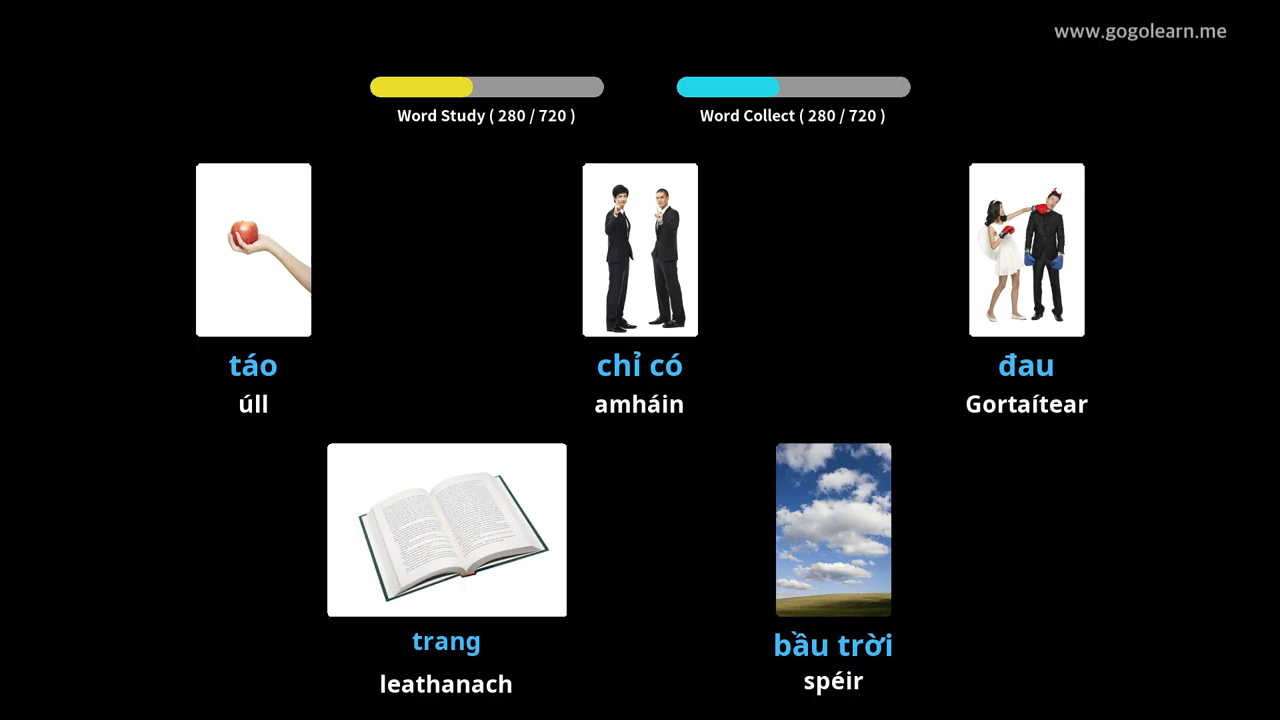 www.gogolearn.me
Word Study ( 280 / 720 )
Word Collect ( 280 / 720 )
táo
chỉ có
đau
úll
amháin
Gortaítear
trang
bầu trời
leathanach
spéir